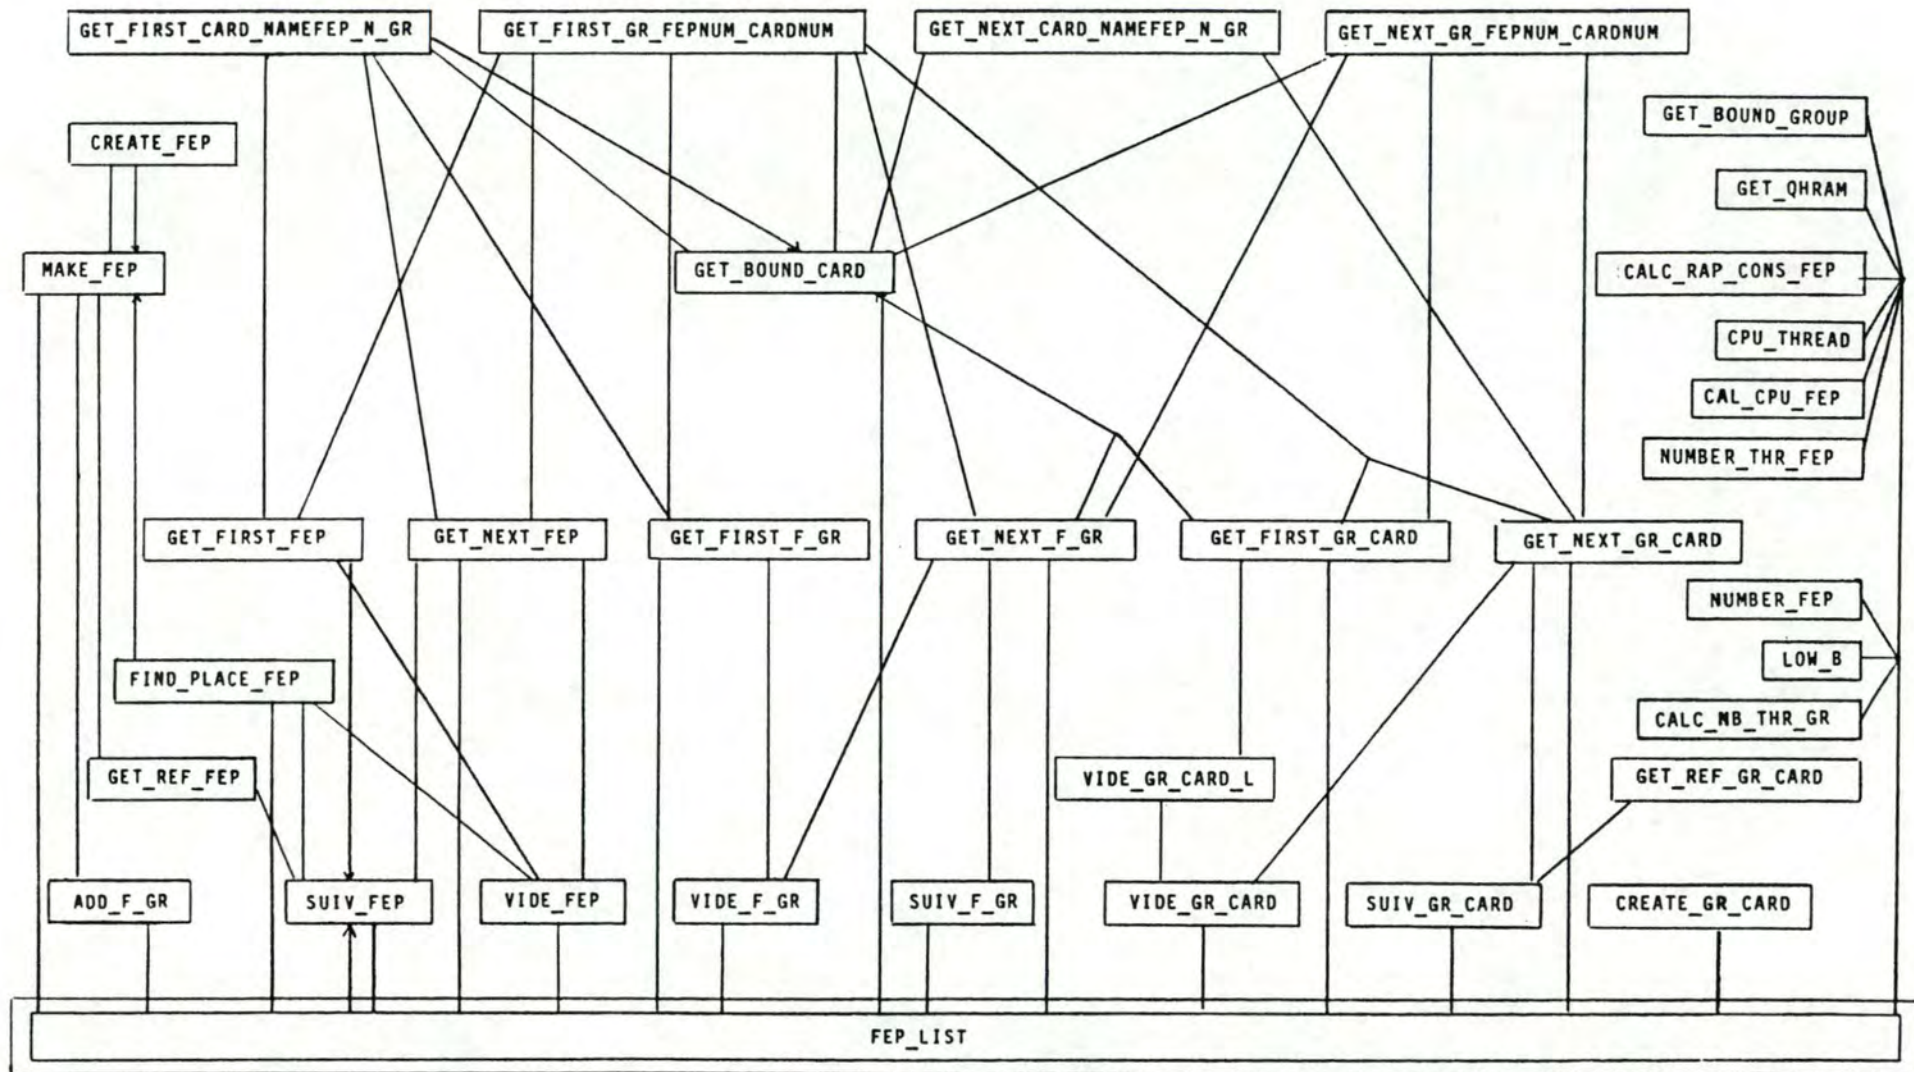 GET_FIRST_CARD_NAMEFEP_N_GR
GET_FIRST_GR_FEPNUM_CARDNUM
GET_NEXT_CARD_NAMEFEP_N_GR
GET_NEXT_GR_FEPNUM_CARDNUM
GET_BOUND_GROUP
CREATE_FEP
GET_QHRAM
MAKE_FEP
GET_BOUND_CARD
CALC_RAP_CONS_FEP
CPU_THREAD
CAL_CPU_FEP
NUMBER_THR_FEP
GET_FIRST_FEP
GET_NEXT_FEP
GET_FIRST_F_GR
GET_NEXT_F_GR
GET_FIRST_GR_CARD
GET_NEXT_GR_CARD
NUMBER_FEP
LOW_B
FIND_PLACE_FEP
CALC_NB_THR_GR
GET_REF_FEP
VIDE_GR_CARD_L
GET_REF_GR_CARD
ADD_F_GR
SUIV_FEP
VIDE_FEP
VIDE_F_GR
SUIV_F_GR
VIDE_GR_CARD
SUIV_GR_CARD
CREATE_GR_CARD
FEP_LIST